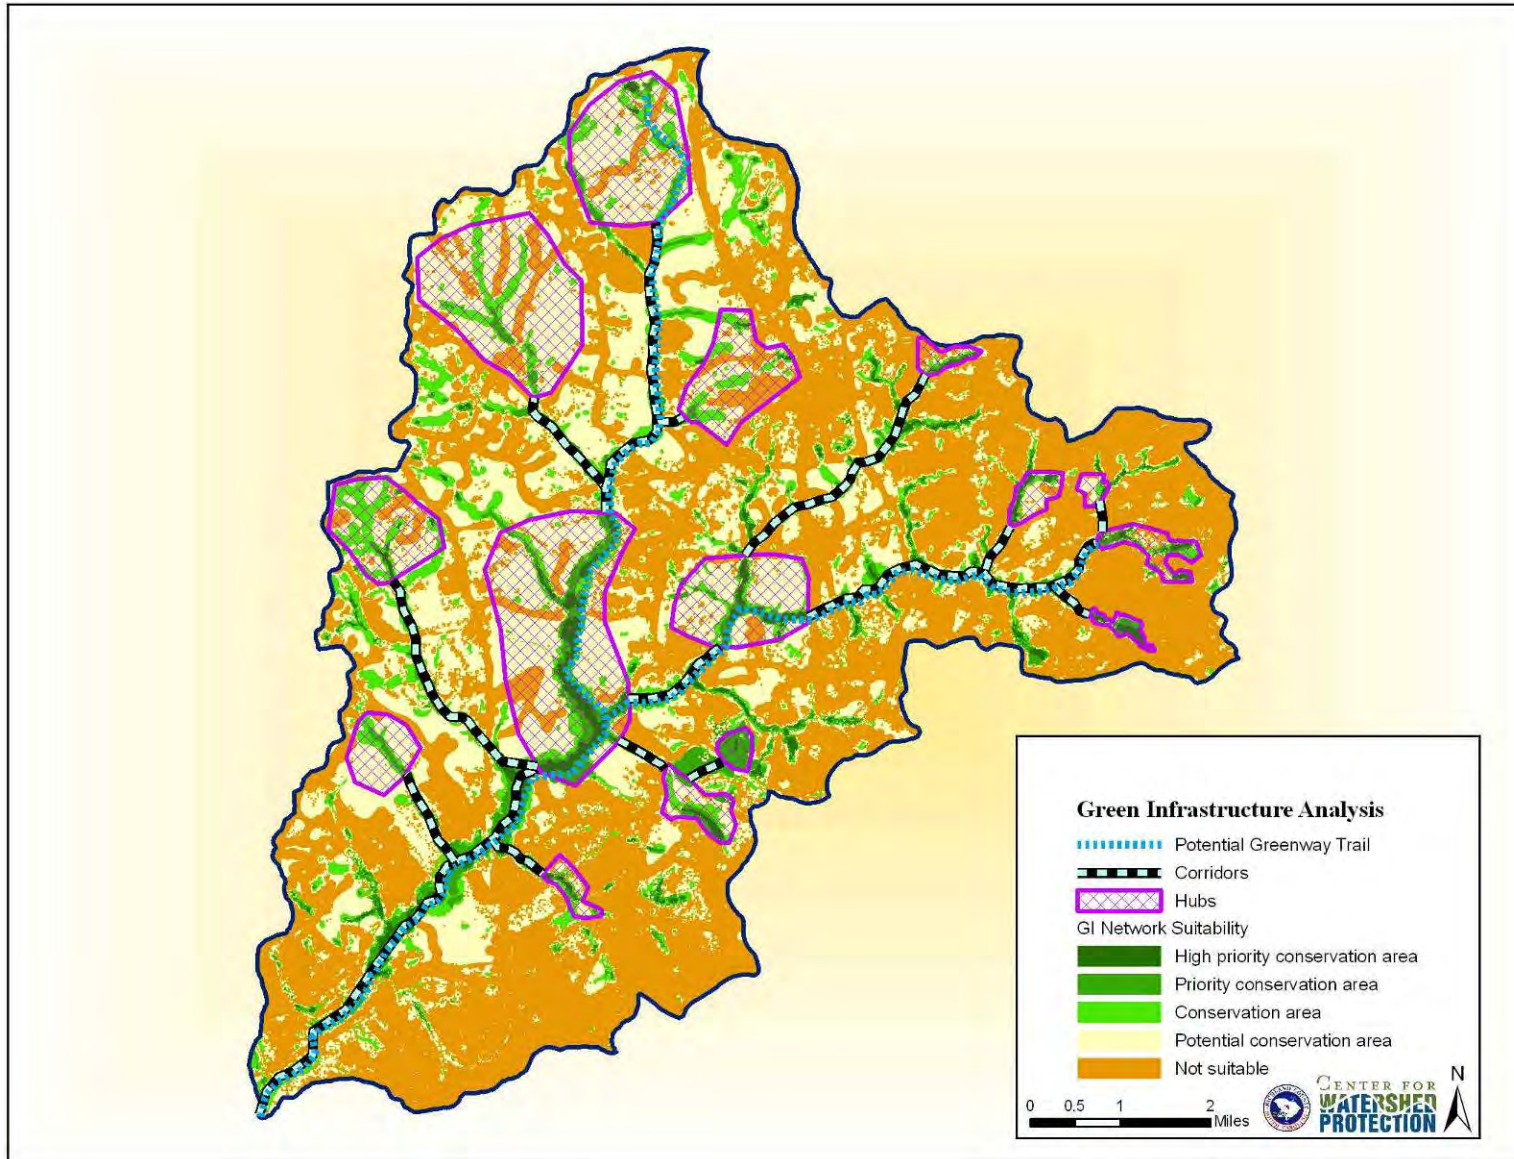 Green Infrastructure Analysis
Potential Greenway Trail
Corridors
Hubs
GI Network Suitability
High priority conservation area
Priority conservation area
Conservation area
Potential conservation area
Not suitable
0 0.5 1 2
Miles
CENTER FOR
WATERSHED
PROTECTION
N